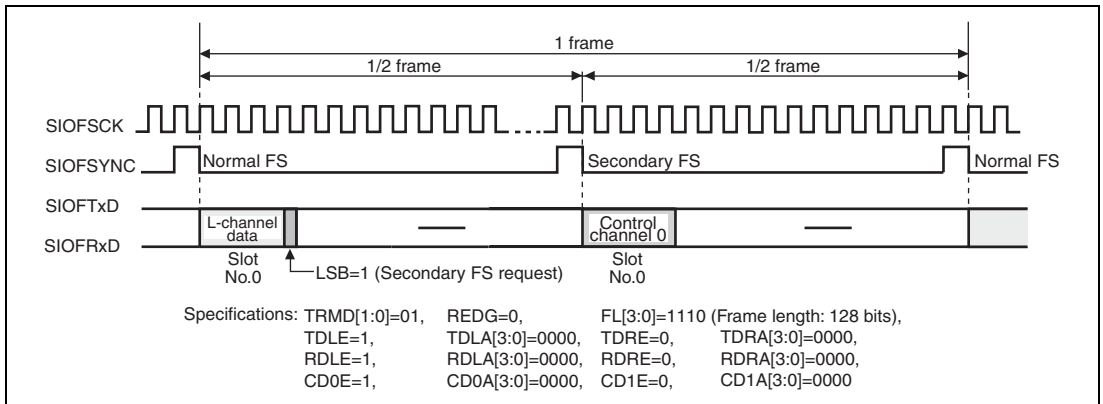 1 frame
1/2 frame 1/2 frame
SIOFSCK
SIOFSYNC Normal FS Secondary FS Normal FS
SIOFTxD
L-channel
data
Control
channel 0
SIOFRxD
Slot
No.0
LSB=1 (Secondary FS request)
Slot
No.0
Specifications: TRMD[1:0]=01, REDG=0, FL[3:0]=1110 (Frame length: 128 bits),
TDLE=1, TDLA[3:0]=0000, TDRE=0, TDRA[3:0]=0000,
RDLE=1, RDLA[3:0]=0000, RDRE=0, RDRA[3:0]=0000,
CD0E=1, CD0A[3:0]=0000, CD1E=0, CD1A[3:0]=0000